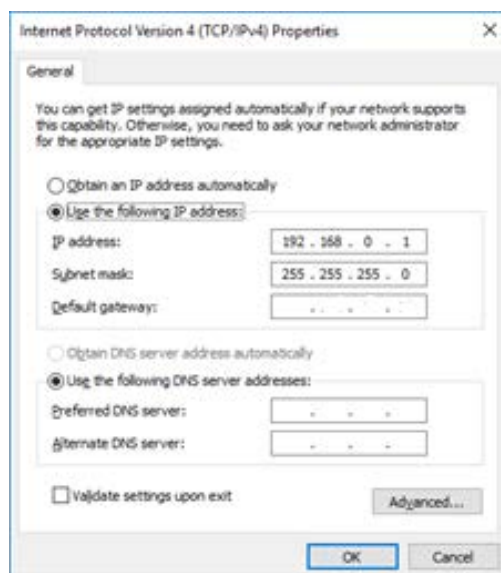 Internet Protocol Version 4 (TCP/IPv4) Properties
General
You can get IP settings assigned automatically if your network supports
this capability. Otherwise, you need to ask your network administrator
for the appropriate IP settings.
Obtain an IP address automatically
Use the following IP address:
IP address: 192 . 168 . 0 . 1
Subnet mask: 255 . 255 . 255 . 0
Default gateway: . . .
Obtain DNS server address automatically
Use the following DNS server addresses:
Preferred DNS server: . . .
Alternate DNS server: . . .
Validate settings upon exit
Advanced...
OK Cancel